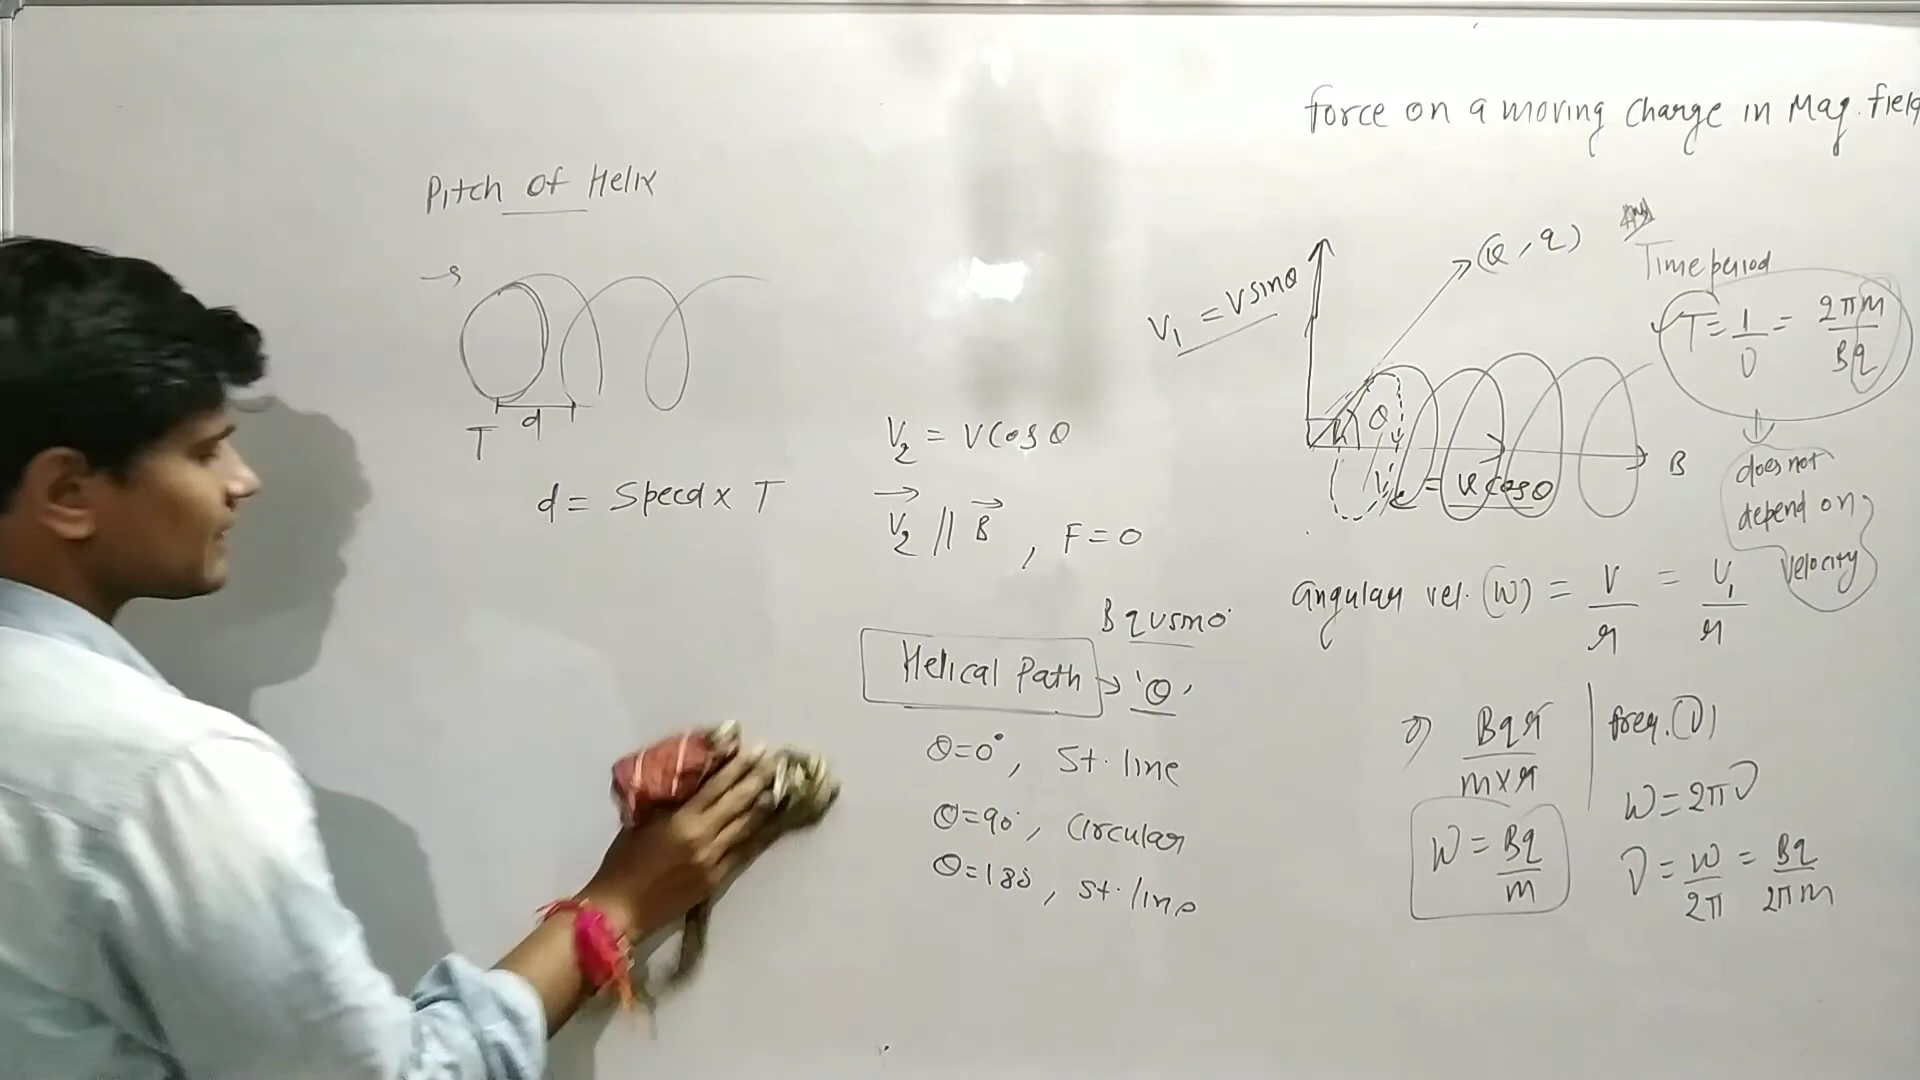 Force on a moving charge in Mag. field
Pitch of Helix
d
T
d = Speed x T
V₂ = V Cos θ
V₂ // B , F = 0
B q v sin θ
Helical Path → 'θ'
θ = 0°, St. line
θ = 90°, Circular
θ = 180, St. line
V₁ = V sin θ
(v, q)
θ
B
V₂ = V cos θ
Time period
T = 1/υ = 2πm/Bq
does not
depend on
velocity
angular vel. (W) = V/r = V₁/r
⇒ Bqr/m×r
W = Bq/m
freq. (υ)
W = 2πυ
υ = W/2π = Bq/2πm